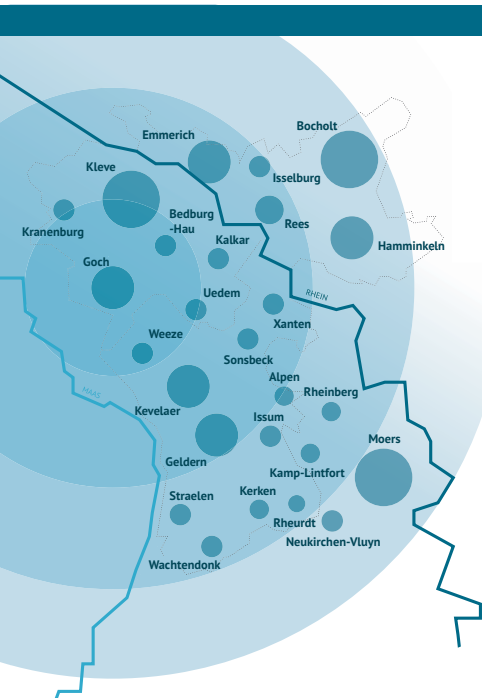 Bocholt
Emmerich
Isselburg
Kleve
Bedburg
-Hau
Rees
Kranenburg
Kalkar
Hamminkeln
Goch
Uedem
RHEIN
Xanten
Weeze
Sonsbeck
Alpen
MAAS
Rheinberg
Kevelaer
Issum
Moers
Geldern
Kamp-Lintfort
Straelen
Kerken
Rheurdt
Neukirchen-Vluyn
Wachtendonk